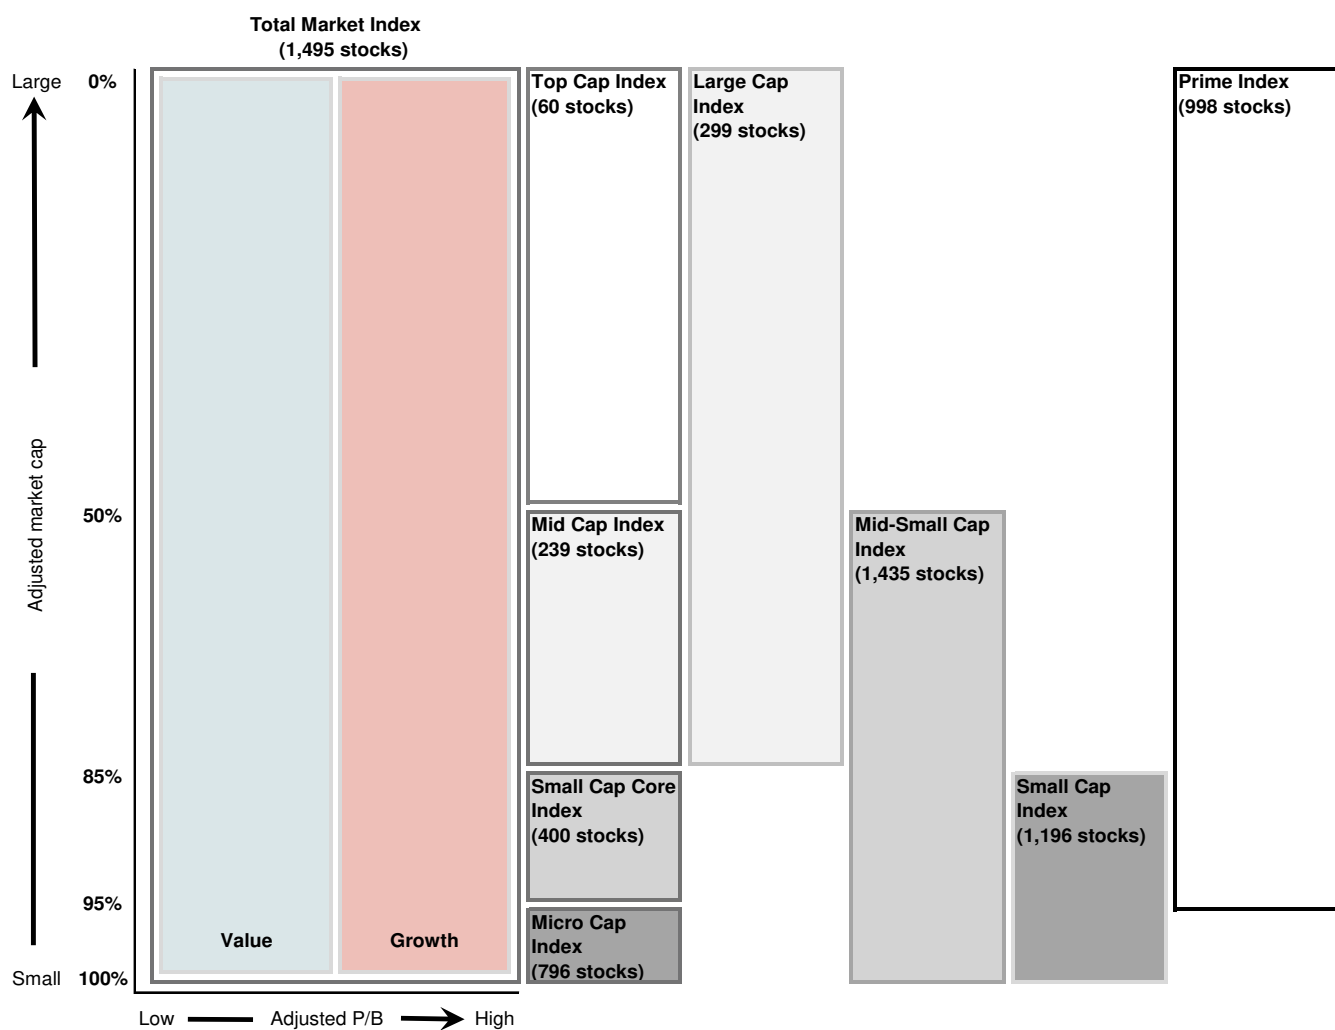 Total Market Index
(1,495 stocks)
Large
0%
Top Cap Index
(60 stocks)
Large Cap
Index
(299 stocks)
Prime Index
(998 stocks)
Adjusted market cap
50%
Mid Cap Index
(239 stocks)
Mid-Small Cap
Index
(1,435 stocks)
85%
Small Cap Core
Index
(400 stocks)
Small Cap
Index
(1,196 stocks)
95%
Micro Cap
Index
(796 stocks)
Value
Growth
Small
100%
Low
Adjusted P/B
High